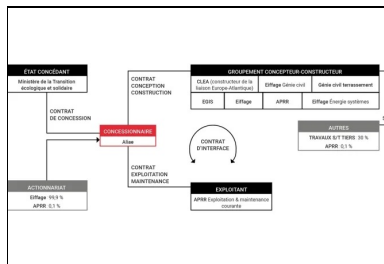 ÉTAT CONCÉDANT
Ministère de la Transition
écologique et solidaire
CONTRAT
DE CONCESSION
CONTRAT
CONCEPTION
CONSTRUCTION
GROUPEMENT CONCEPTEUR-CONSTRUCTEUR
CLEA (constructeur de la
liaison Europe-Atlantique)
Eiffage Génie civil
Génie civil terrassement
EGIS
Eiffage
APRR
Eiffage Énergie systèmes
CONCESSIONNAIRE
Aliae
CONTRAT
D'INTERFACE
AUTRES
TRAVAUX S/T TIERS 30 %
APRR 0,1 %
CONTRAT
EXPLOITATION
MAINTENANCE
ACTIONNARIAT
Eiffage 99,9 %
APRR 0,1 %
EXPLOITANT
APRR Exploitation & maintenance
courante